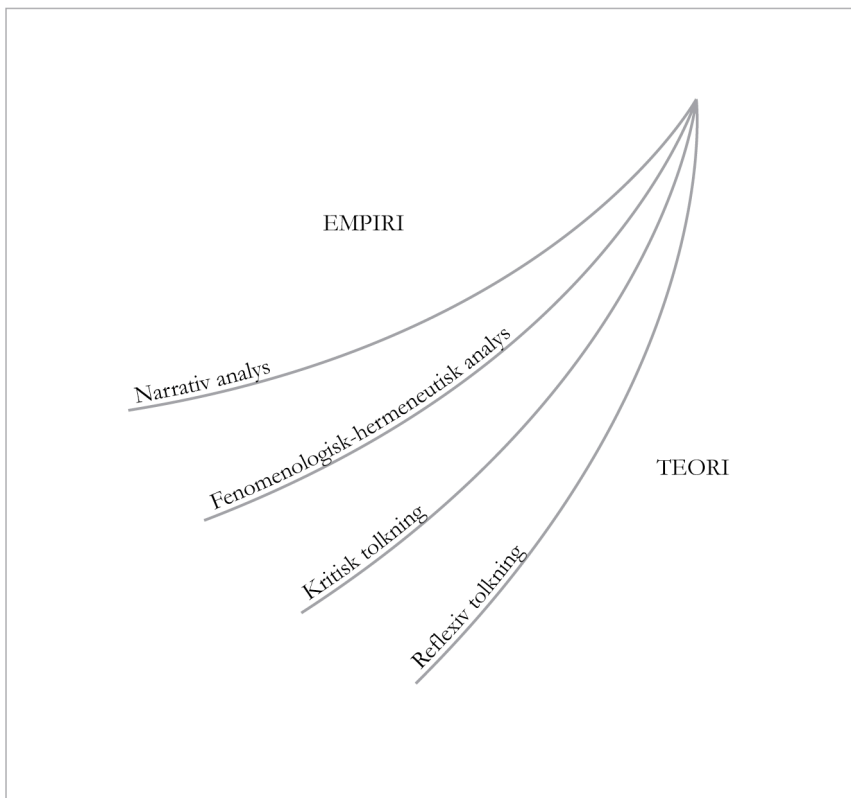 EMPIRI
Narrativ analys
Fenomenologisk-hermeneutisk analys
TEORI
Kritisk tolkning
Reflexiv tolkning